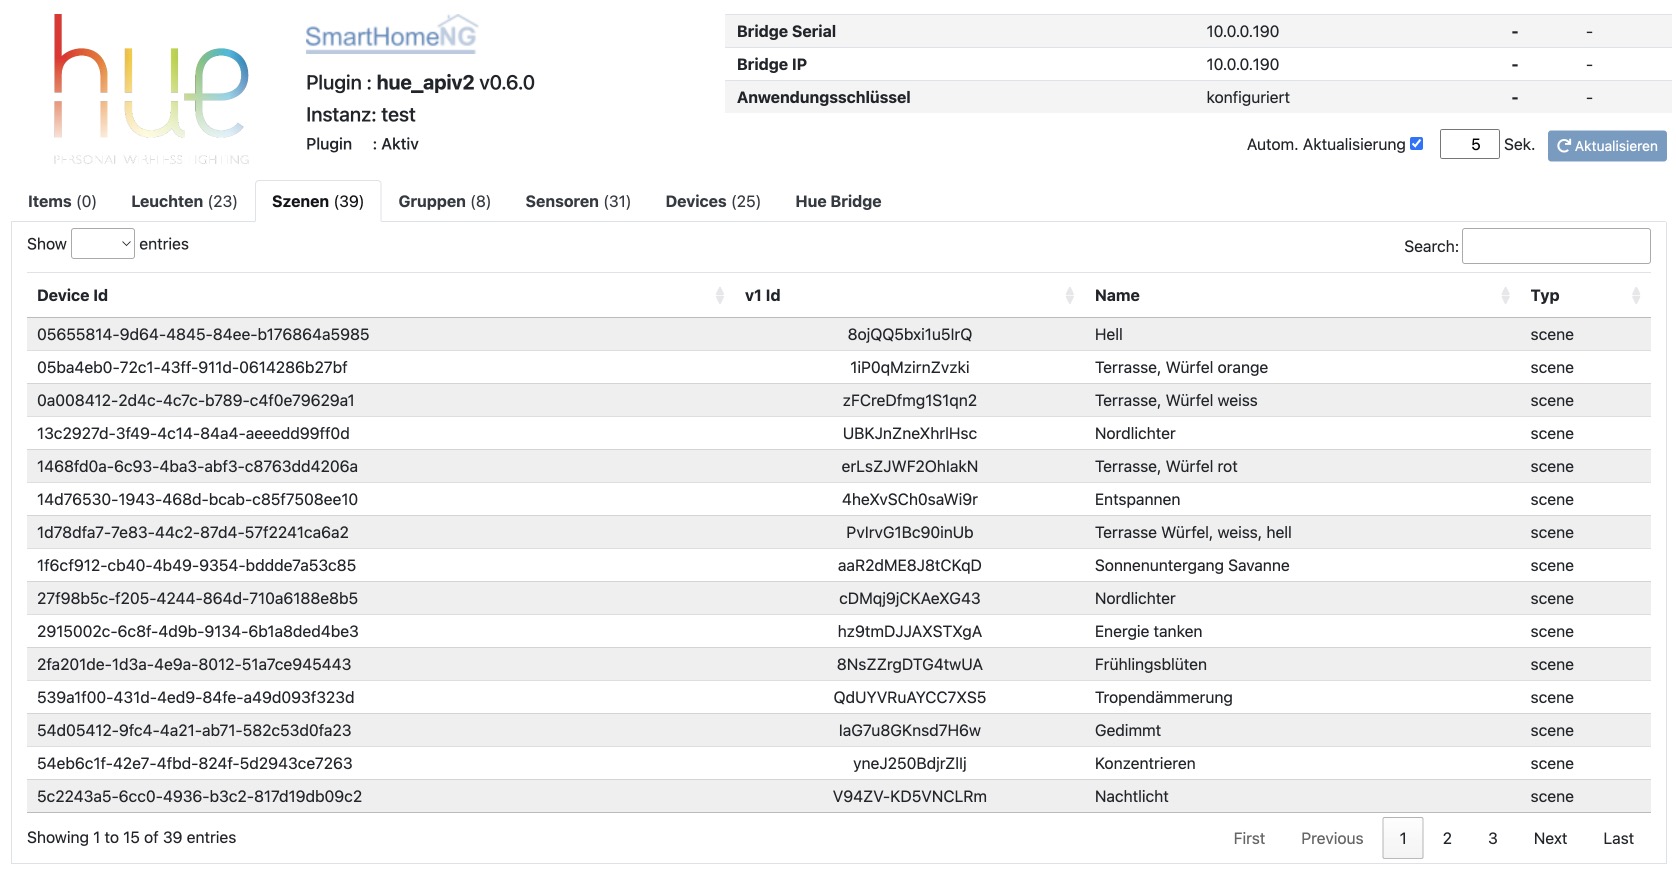 hue
PERSONAL WIRELESS LIGHTING
SmartHomeNG
Plugin : hue_apiv2 v0.6.0
Instanz: test
Plugin : Aktiv
Bridge Serial 10.0.0.190 - -
Bridge IP 10.0.0.190 - -
Anwendungsschlüssel konfiguriert - -
Autom. Aktualisierung 5 Sek. Aktualisieren
Items (0) Leuchten (23) Szenen (39) Gruppen (8) Sensoren (31) Devices (25) Hue Bridge
Show entries Search:
Device Id v1 Id Name Typ
05655814-9d64-4845-84ee-b176864a5985 8ojQQ5bxi1u5lrQ Hell scene
05ba4eb0-72c1-43ff-911d-0614286b27bf 1iP0qMzirnZvzki Terrasse, Würfel orange scene
0a008412-2d4c-4c7c-b789-c4f0e79629a1 zFCreDfmg1S1qn2 Terrasse, Würfel weiss scene
13c2927d-3f49-4c14-84a4-aeeedd99ff0d UBKJnZneXhrlHsc Nordlichter scene
1468fd0a-6c93-4ba3-abf3-c8763dd4206a erLsZJWF2OhlakN Terrasse, Würfel rot scene
14d76530-1943-468d-bcab-c85f7508ee10 4heXvSCh0saWi9r Entspannen scene
1d78dfa7-7e83-44c2-87d4-57f2241ca6a2 PvlrvG1Bc90inUb Terrasse Würfel, weiss, hell scene
1f6cf912-cb40-4b49-9354-bddde7a53c85 aaR2dME8J8tCKqD Sonnenuntergang Savanne scene
27f98b5c-f205-4244-864d-710a6188e8b5 cDMqj9jCKAeXG43 Nordlichter scene
2915002c-6c8f-4d9b-9134-6b1a8ded4be3 hz9tmDJJAXSTXgA Energie tanken scene
2fa201de-1d3a-4e9a-8012-51a7ce945443 8NsZZrgDTG4twUA Frühlingsblüten scene
539a1f00-431d-4ed9-84fe-a49d093f323d QdUYVRuAYCC7XS5 Tropendämmerung scene
54d05412-9fc4-4a21-ab71-582c53d0fa23 laG7u8GKnsd7H6w Gedimmt scene
54eb6c1f-42e7-4fbd-824f-5d2943ce7263 yneJ250BdjrZllj Konzentrieren scene
5c2243a5-6cc0-4936-b3c2-817d19db09c2 V94ZV-KD5VNCLRm Nachtlicht scene
Showing 1 to 15 of 39 entries First Previous 1 2 3 Next Last